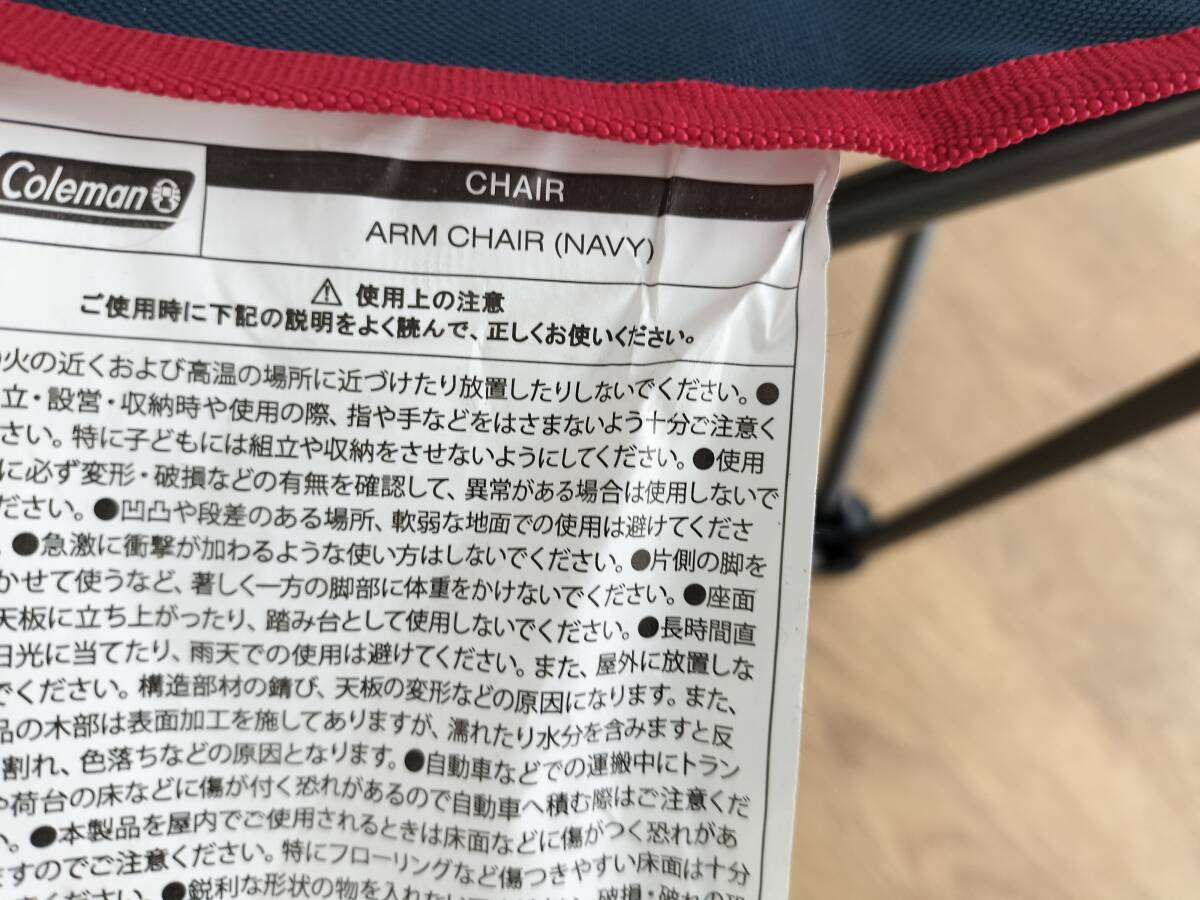 Coleman
CHAIR
ARM CHAIR (NAVY)
⚠ 使用上の注意
ご使用時に下記の説明をよく読んで、正しくお使いください。
火の近くおよび高温の場所に近づけたり放置したりしないでください。●
立・設営・収納時や使用の際、指や手などをはさまないよう十分ご注意く
さい。特に子どもには組立や収納をさせないようにしてください。●使用
に必ず変形・破損などの有無を確認して、異常がある場合は使用しないで
ださい。●凹凸や段差のある場所、軟弱な地面での使用は避けてくださ
。●急激に衝撃が加わるような使い方はしないでください。●片側の脚を
かせて使うなど、著しく一方の脚部に体重をかけないでください。●座面
天板に立ち上がったり、踏み台として使用しないでください。●長時間直
日光に当てたり、雨天での使用は避けてください。また、屋外に放置しな
でください。構造部材の錆び、天板の変形などの原因になります。また、
品の木部は表面加工を施してありますが、濡れたり水分を含みますと反
割れ、色落ちなどの原因となります。●自動車などでの運搬中にトラン
や荷台の床などに傷が付く恐れがあるので自動車へ積む際はご注意くだ
い。●本製品を屋内でご使用されるときは床面などに傷がつく恐れがあ
ますのでご注意ください。特にフローリングなど傷つきやすい床面は十分
ください。●鋭利な形状の物を入れたい